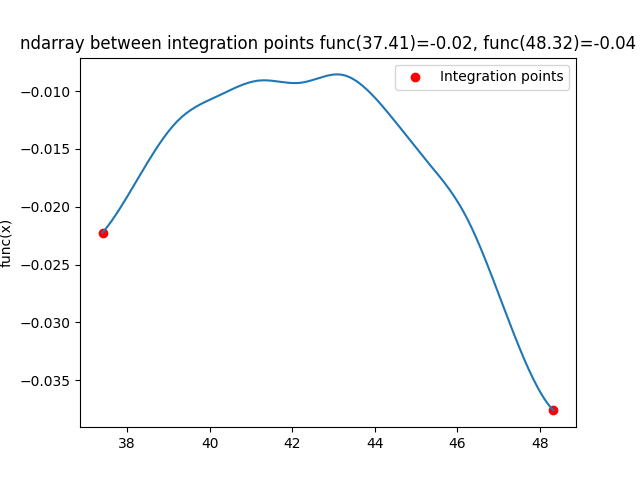 ndarray between integration points func(37.41)=-0.02, func(48.32)=-0.04
Integration points
func(x)
−0.010
−0.015
−0.020
−0.025
−0.030
−0.035
38 40 42 44 46 48